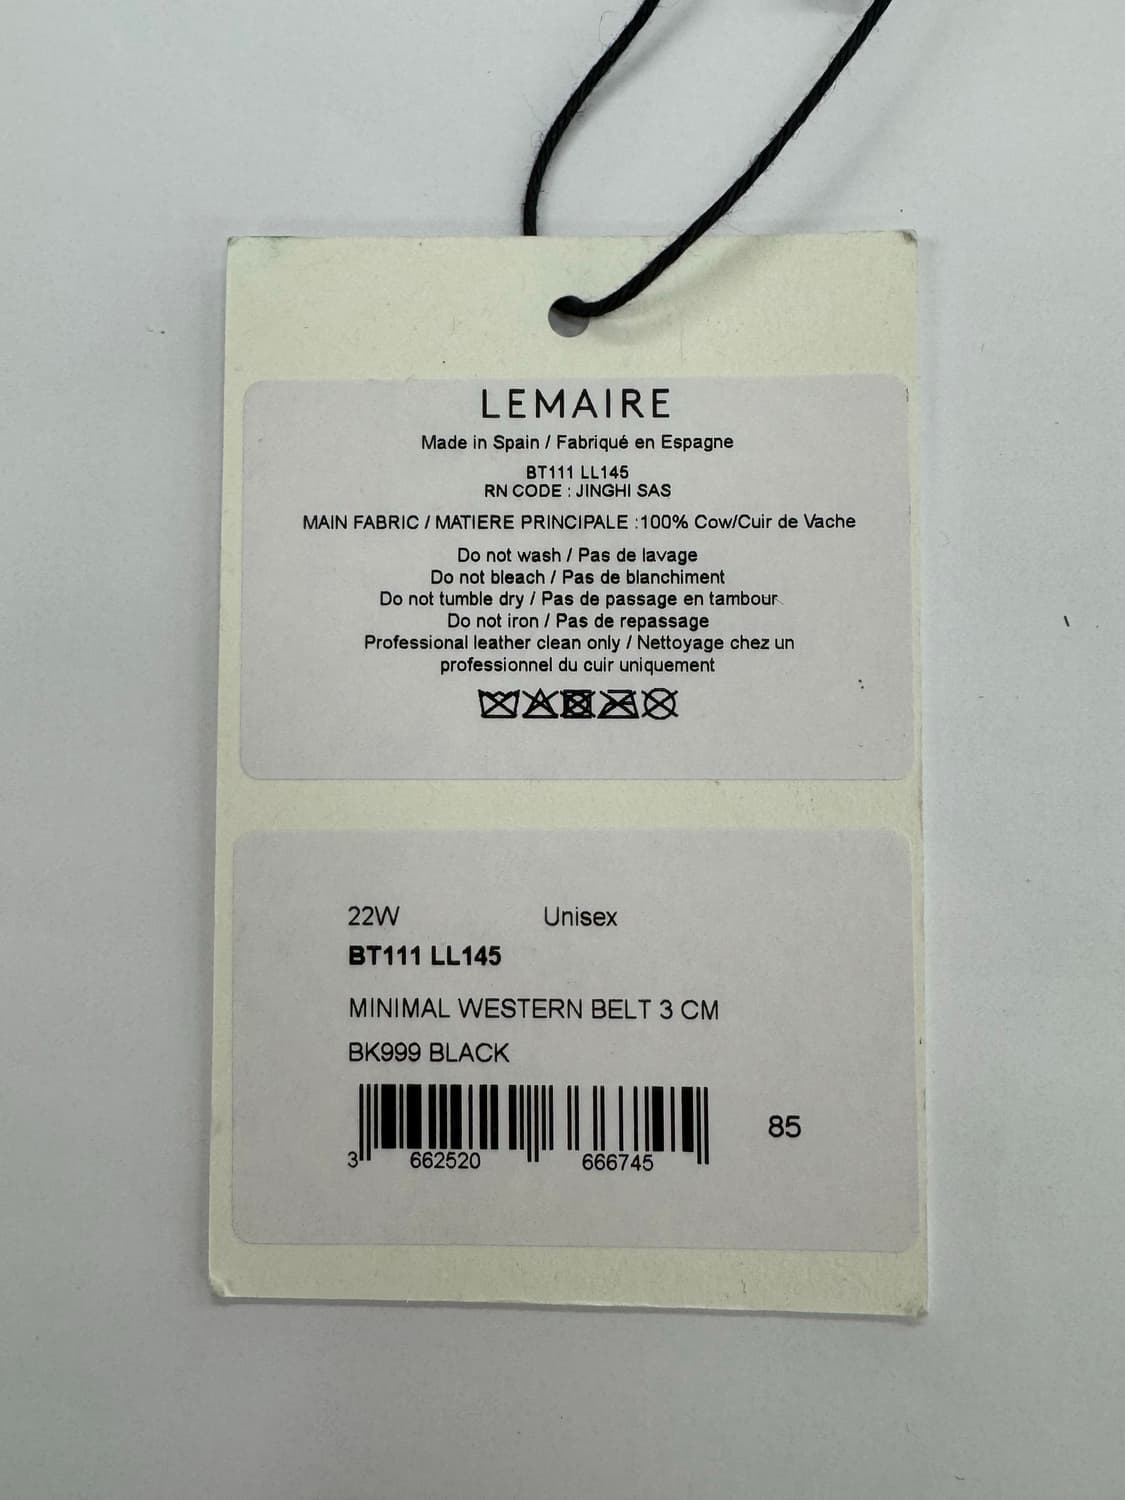 LEMAIRE
Made in Spain / Fabriqué en Espagne
BT111 LL145
RN CODE : JINGHI SAS
MAIN FABRIC / MATIERE PRINCIPALE :100% Cow/Cuir de Vache
Do not wash / Pas de lavage
Do not bleach / Pas de blanchiment
Do not tumble dry / Pas de passage en tambour
Do not iron / Pas de repassage
Professional leather clean only / Nettoyage chez un
professionnel du cuir uniquement
22W Unisex
BT111 LL145
MINIMAL WESTERN BELT 3 CM
BK999 BLACK
85
3 662520 666745